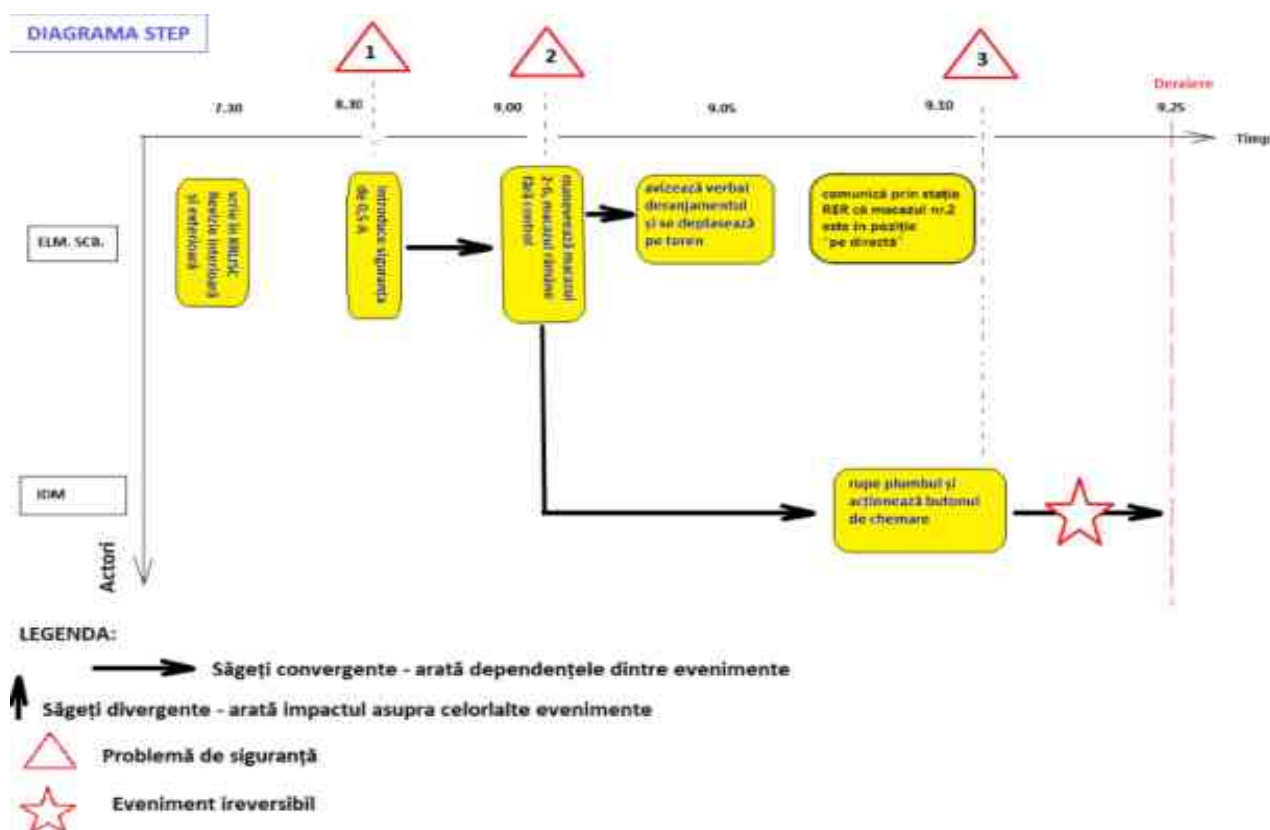 DIAGRAMA STEP
1
2
3
Deraiere
7.30
8.30
9.00
9.05
9.10
9.25
Timp
ELM. SCB.
scrie în RRLISC
revizie interioară
și exterioară
introduce siguranța
de 0,5 A
manevrează macazul
2-6, macazul rămâne
fără control
avizează verbal
deranjamentul
și se deplasează
pe teren
comunică prin stația
RER că macazul nr.2
este în poziție
"pe directă"
IDM
rupe plumbul și
acționează butonul
de chemare
Actori
LEGENDA:
Săgeți convergente - arată dependențele dintre evenimente
Săgeți divergente - arată impactul asupra celorlalte evenimente
Problemă de siguranță
Eveniment ireversibil